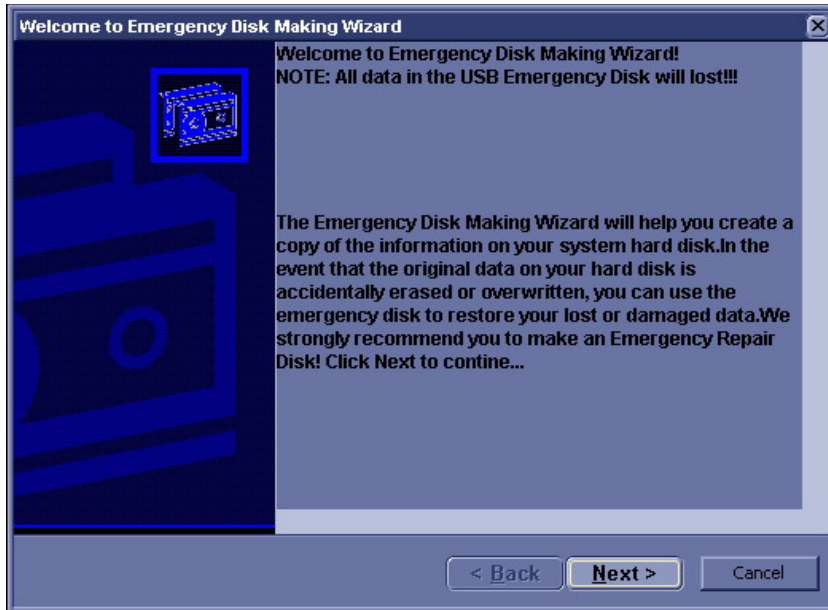 Welcome to Emergency Disk Making Wizard
Welcome to Emergency Disk Making Wizard!
NOTE: All data in the USB Emergency Disk will lost!!!
The Emergency Disk Making Wizard will help you create a
copy of the information on your system hard disk.In the
event that the original data on your hard disk is
accidentally erased or overwritten, you can use the
emergency disk to restore your lost or damaged data.We
strongly recommend you to make an Emergency Repair
Disk! Click Next to contine...
< Back Next > Cancel